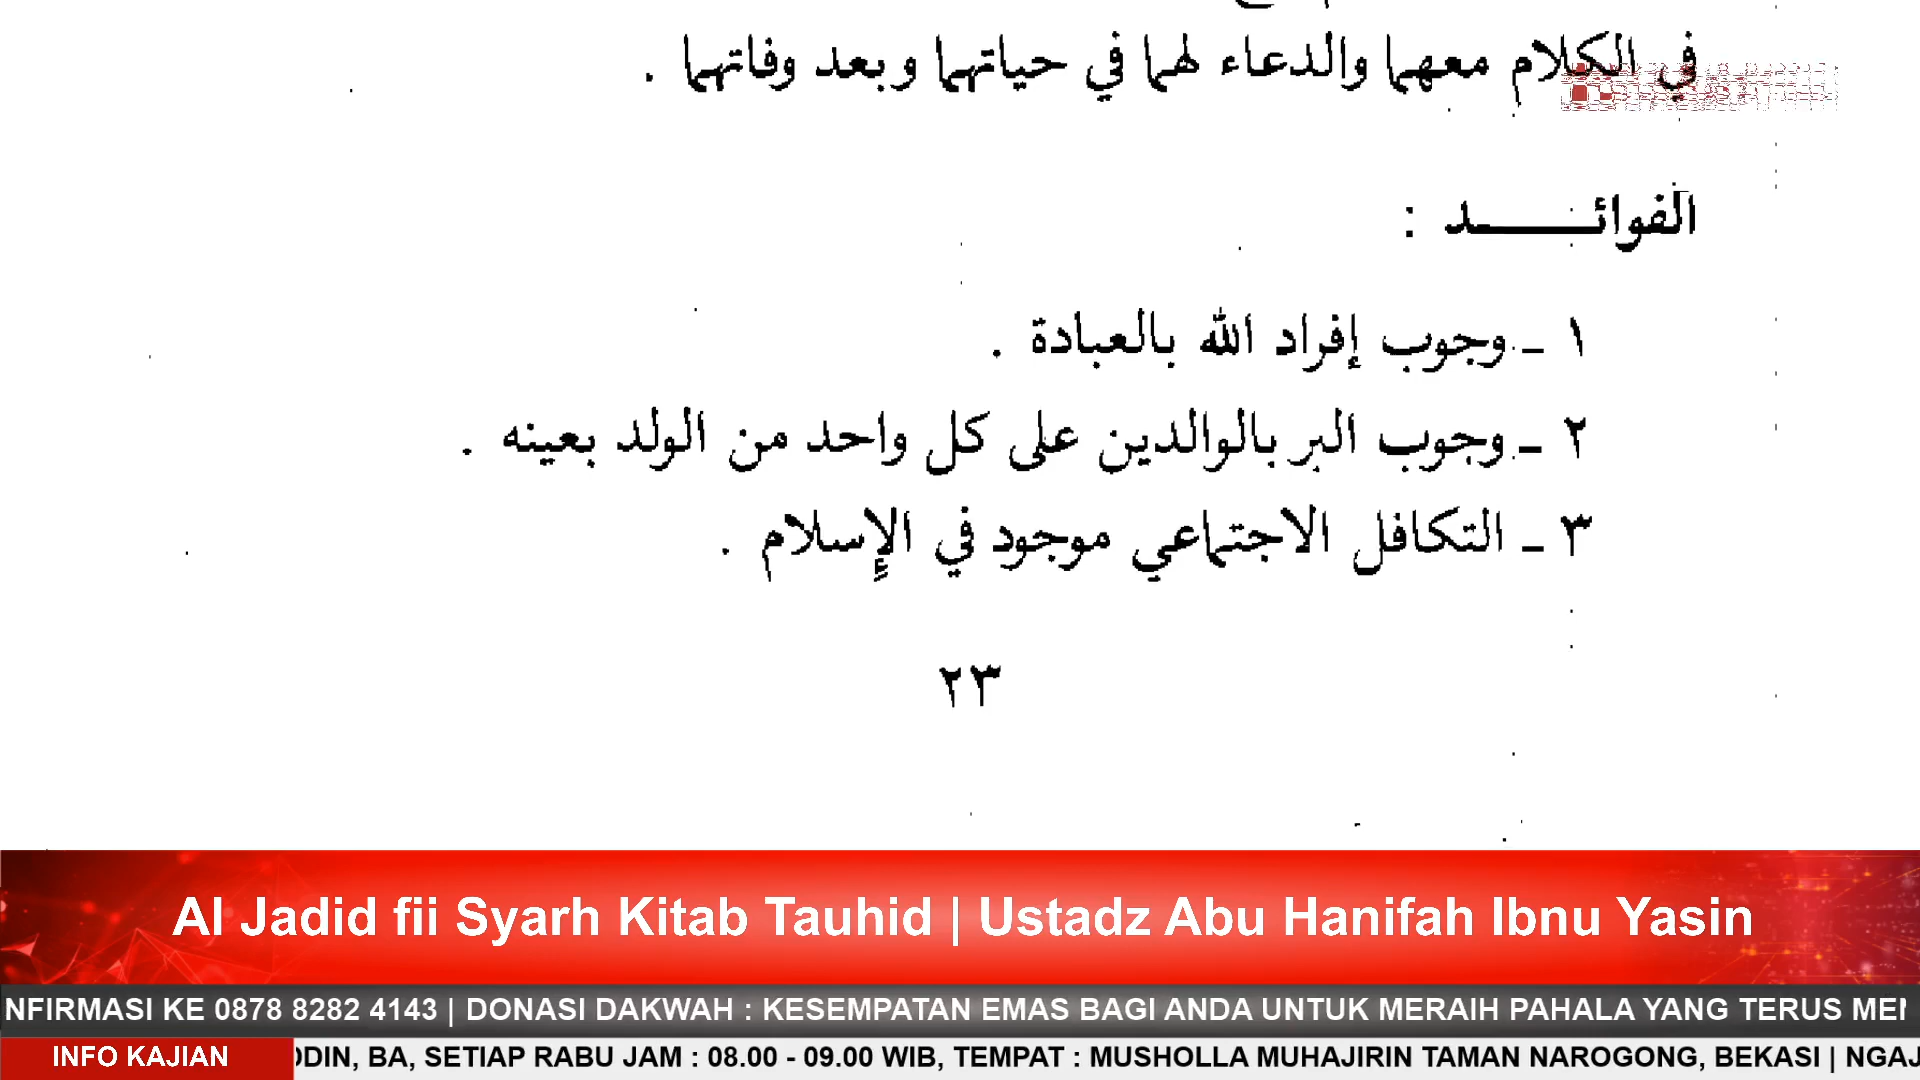 في الكلام معهما والدعاء لهما في حياتهما وبعد وفاتهما .
الفوائـــــد :
١ ـ وجوب إفراد الله بالعبادة .
٢ ـ وجوب البر بالوالدين على كل واحد من الولد بعينه .
٣ ـ التكافل الاجتماعي موجود في الإسلام .
٢٣
Al Jadid fii Syarh Kitab Tauhid | Ustadz Abu Hanifah Ibnu Yasin
NFIRMASI KE 0878 8282 4143 | DONASI DAKWAH : KESEMPATAN EMAS BAGI ANDA UNTUK MERAIH PAHALA YANG TERUS MEN
INFO KAJIAN
DDIN, BA, SETIAP RABU JAM : 08.00 - 09.00 WIB, TEMPAT : MUSHOLLA MUHAJIRIN TAMAN NAROGONG, BEKASI | NGAJ